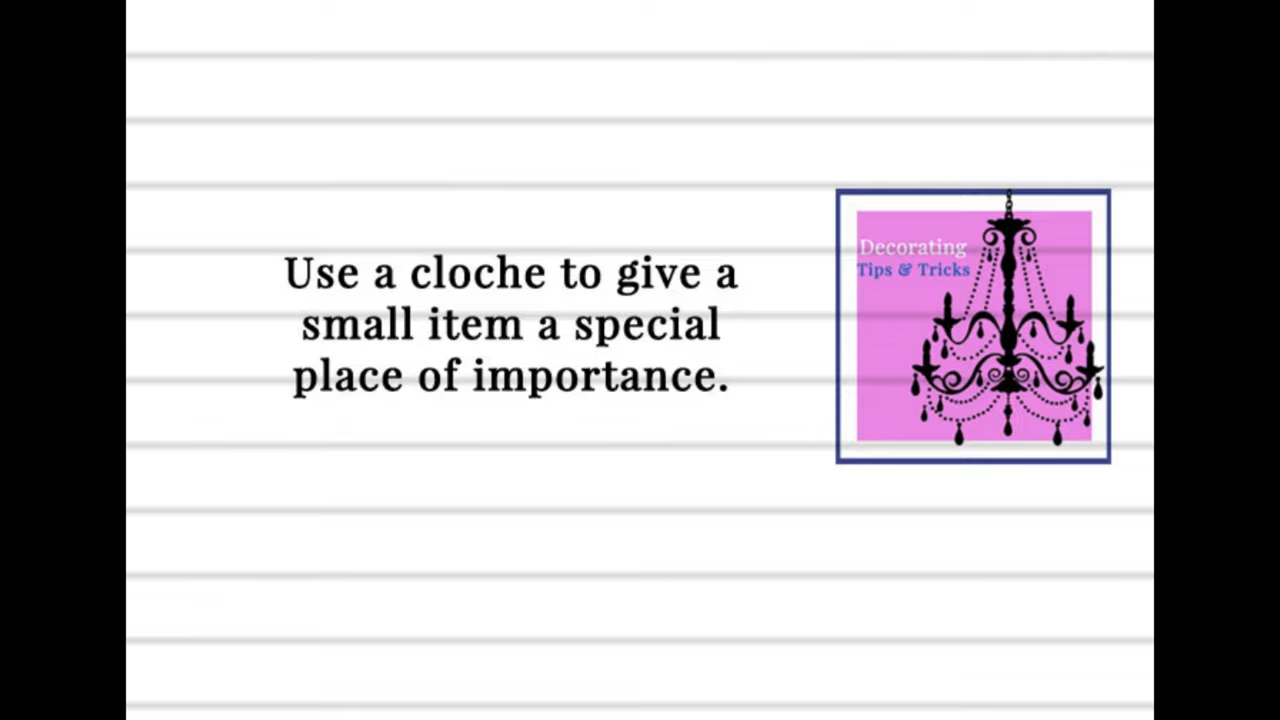 Use a cloche to give a
small item a special
place of importance.
Decorating
Tips & Tricks